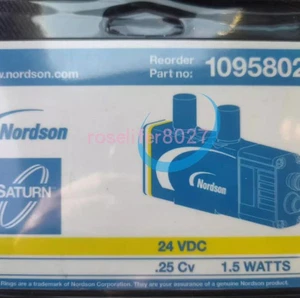 www.nordson.com
Reorder
Part no: 1095802
Nordson
roselifer8027
SATURN
Nordson
24 VDC
.25 Cv 1.5 WATTS
Rings are a trademark of Nordson Corporation. They are your assurance of a genuine Nordson product.